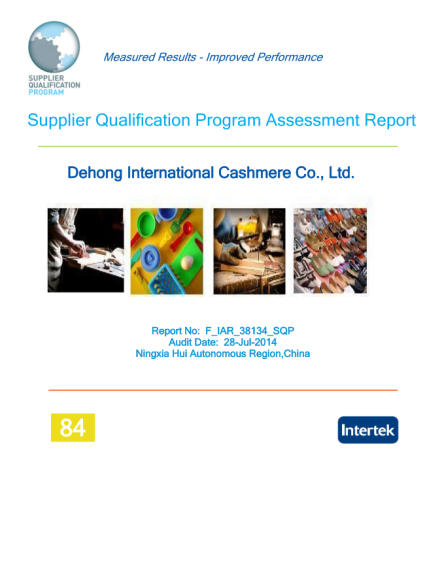 Measured Results - Improved Performance
SUPPLIER
QUALIFICATION
PROGRAM
Supplier Qualification Program Assessment Report
Dehong International Cashmere Co., Ltd.
Report No: F_IAR_38134_SQP
Audit Date: 28-Jul-2014
Ningxia Hui Autonomous Region,China
84
Intertek